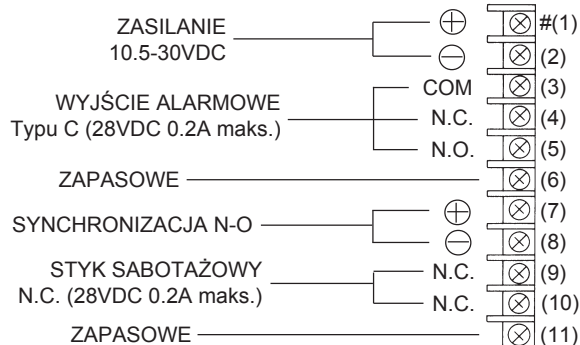 ZASILANIE
10.5-30VDC
⊕ #(1)
⊖ (2)
WYJŚCIE ALARMOWE
Typu C (28VDC 0.2A maks.)
COM (3)
N.C. (4)
N.O. (5)
ZAPASOWE (6)
SYNCHRONIZACJA N-O
⊕ (7)
⊖ (8)
STYK SABOTAŻOWY
N.C. (28VDC 0.2A maks.)
N.C. (9)
N.C. (10)
ZAPASOWE (11)